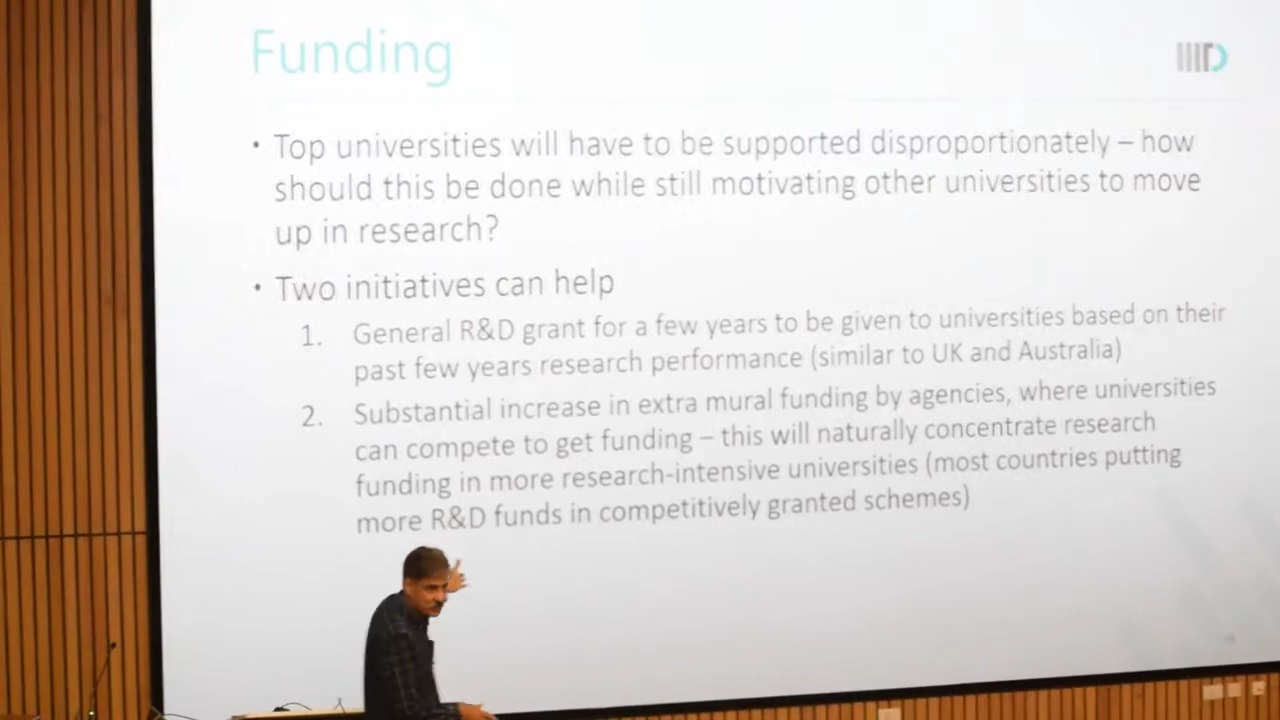 Funding
IIITD
• Top universities will have to be supported disproportionately – how
should this be done while still motivating other universities to move
up in research?
• Two initiatives can help
1. General R&D grant for a few years to be given to universities based on their
past few years research performance (similar to UK and Australia)
2. Substantial increase in extra mural funding by agencies, where universities
can compete to get funding – this will naturally concentrate research
funding in more research-intensive universities (most countries putting
more R&D funds in competitively granted schemes)